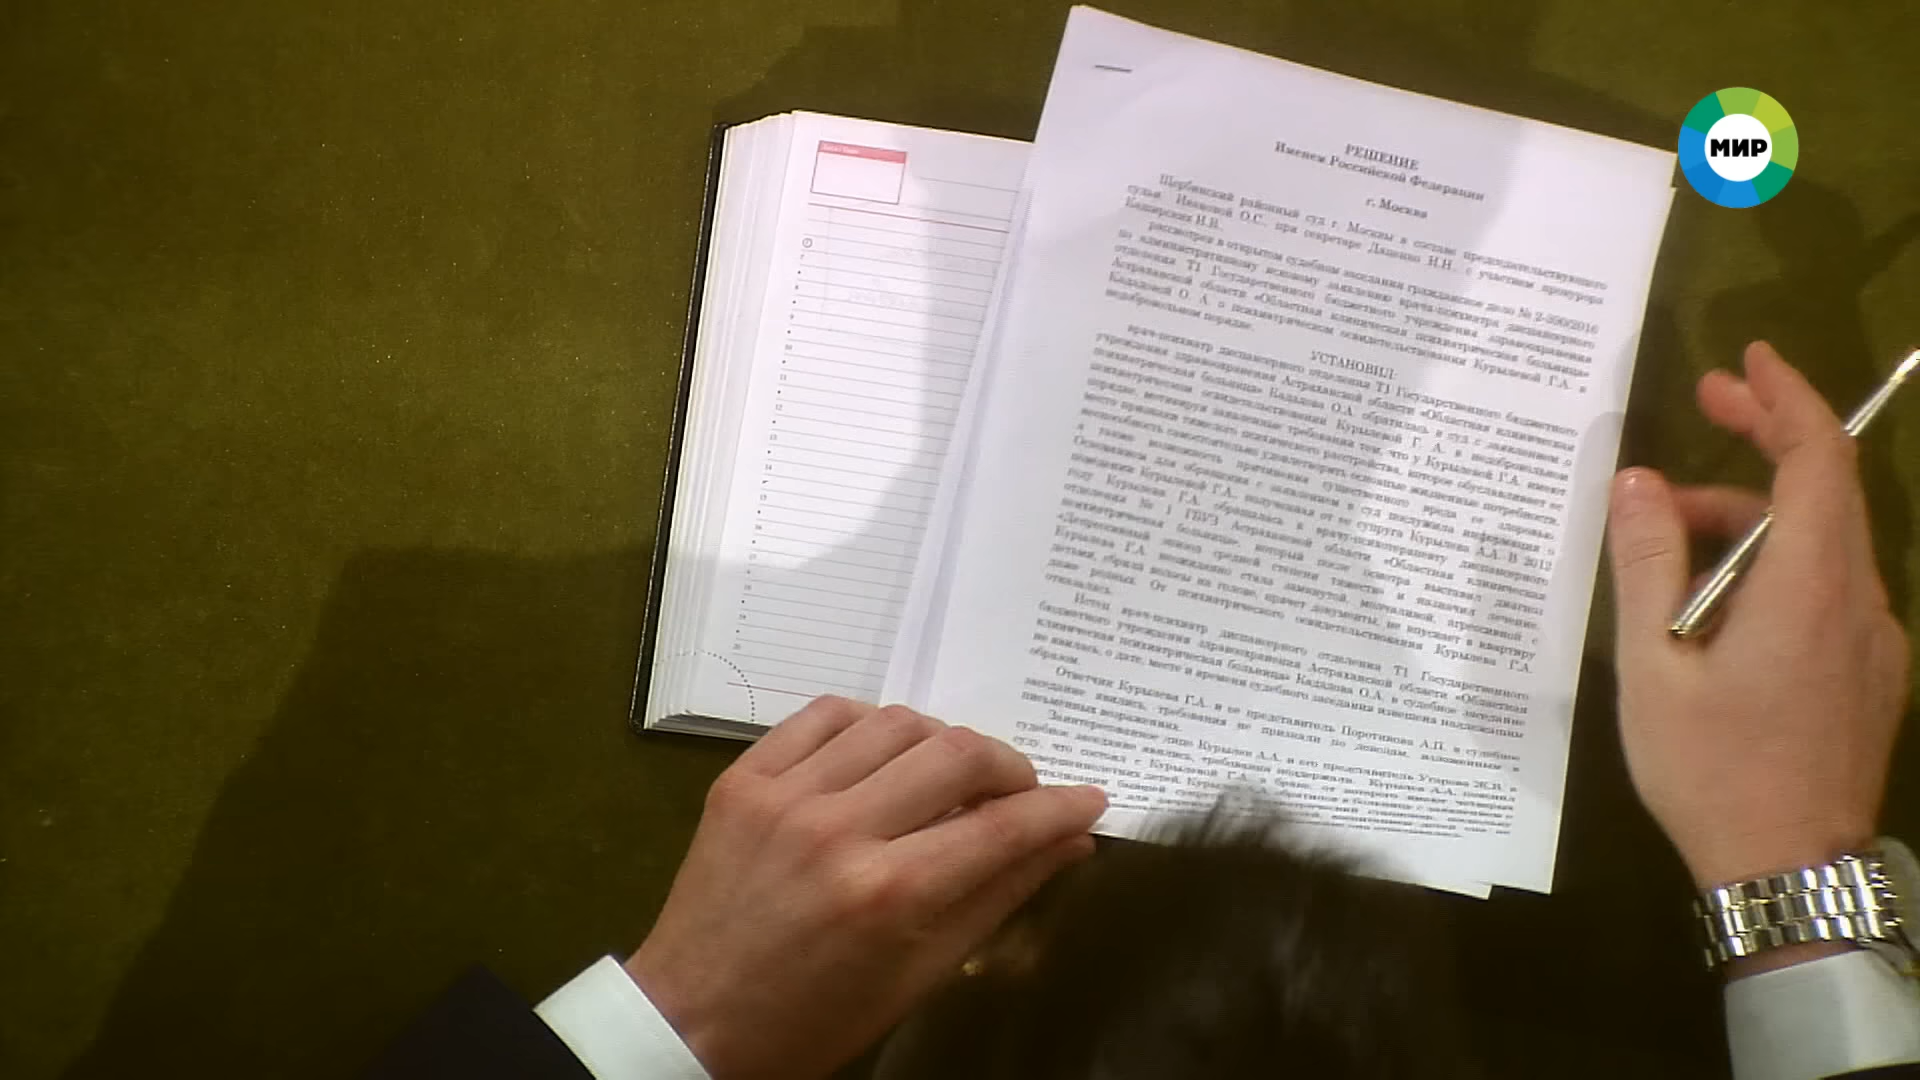 МИР
РЕШЕНИЕ
Именем Российской Федерации
г. Москва
Щербинский районный суд г. Москвы в составе председательствующего
судьи Ивановой О.С., при секретаре Даценко Н.Н. с участием прокурора
Каширских Н.В.
рассмотрев в открытом судебном заседании гражданское дело № 2-390/2016
по административному исковому заявлению врача-психиатра диспансерного
отделения Т1 Государственного бюджетного учреждения здравоохранения
Астраханской области «Областная клиническая психиатрическая больница»
Кадаловой О. А. о психиатрическом освидетельствовании Курылевой Г.А. в
недобровольном порядке.
УСТАНОВИЛ:
врач-психиатр диспансерного отделения Т1 Государственного бюджетного
учреждения здравоохранения Астраханской области «Областная клиническая
психиатрическая больница» Кадалова О.А. обратилась в суд с заявлением о
психиатрическом освидетельствовании Курылевой Г. А. в недобровольном
порядке, мотивируя заявленные требования тем, что у Курылевой Г.А. имеют
место признаки тяжелого психического расстройства, которое обуславливает ее
неспособность самостоятельно удовлетворять основные жизненные потребности,
а также возможность причинения существенного вреда ее здоровью.
Основанием для обращения с заявлением в суд послужила информация о
поведении Курылевой Г.А., полученная от ее супруга Курылева А.А. В 2012
году Курылева Г.А. обращалась к врачу-психотерапевту диспансерного
отделения № 1 ГБУЗ Астраханской области «Областная клиническая
психиатрическая больница», который после осмотра выставил диагноз
«Депрессивный эпизод средней степени тяжести» и назначил лечение.
Курылева Г.А. неожиданно стала замкнутой, молчаливой, агрессивной с
детьми, обрила волосы на голове, прячет документы, не впускает в квартиру
даже родных. От психиатрического освидетельствования Курылева Г.А.
отказалась.
Истец врач-психиатр диспансерного отделения Т1 Государственного
бюджетного учреждения здравоохранения Астраханской области «Областная
клиническая психиатрическая больница» Кадалова О.А. в судебное заседание
не явилась, о дате, месте и времени судебного заседания извещена надлежащим
образом.
Ответчик Курылева Г.А. и ее представитель Поротикова А.П. в судебное
заседание явились, требования не признали по доводам, изложенным в
письменных возражениях.
Заинтересованное лицо Курылев А.А. и его представитель Угарова Ж.В. в
судебное заседание явились, требования поддержали. Курылев А.А. пояснил
суду, что состоял с Курылевой Г.А. в браке, от которого имеют четверых